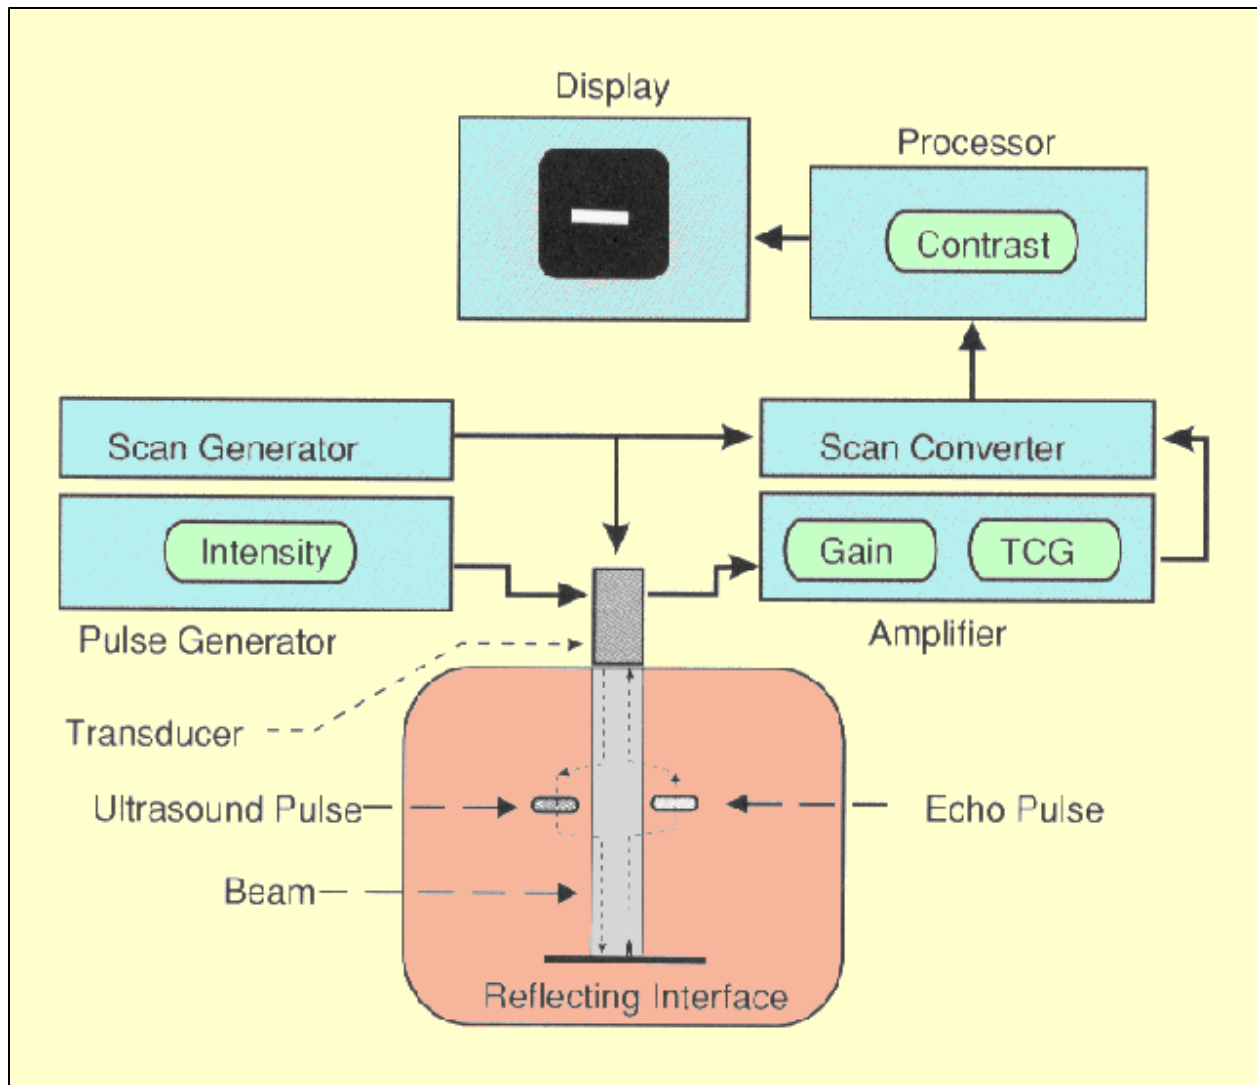 Display
Processor
Contrast
Scan Generator
Scan Converter
Intensity
Gain
TCG
Pulse Generator
Amplifier
Transducer
Ultrasound Pulse
Echo Pulse
Beam
Reflecting Interface